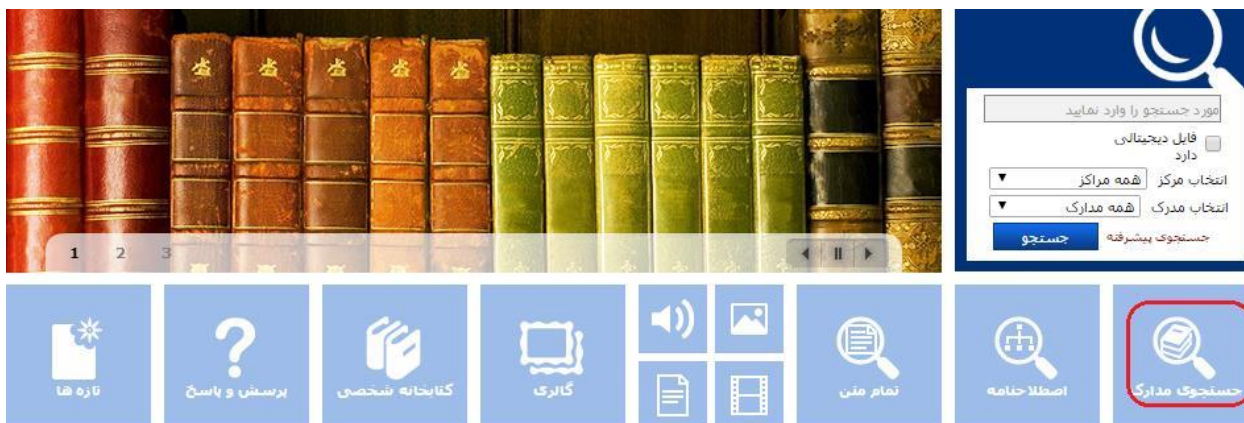 مورد جستجو را وارد نمایید
فایل دیجیتالی
دارد
انتخاب مرکز همه مراکز
انتخاب مدرک همه مدارک
جستجوی پیشرفته جستجو
1 2 3
جستجوی مدارک
اصطلاحنامه
تمام متن
گالری
کتابخانه شخصی
پرسش و پاسخ
تازه ها